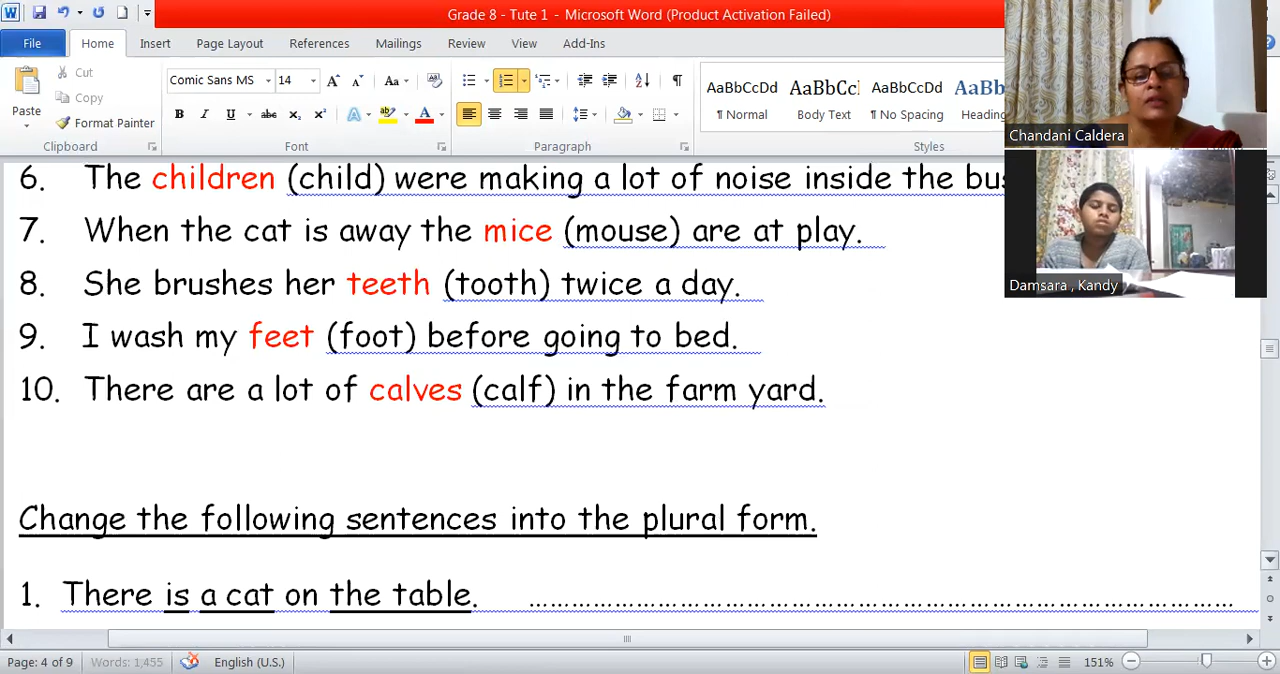 Grade 8 - Tute 1 - Microsoft Word (Product Activation Failed)
File Home Insert Page Layout References Mailings Review View Add-Ins
Cut
Copy
Paste
Format Painter
Comic Sans MS 14
AaBbCcDd AaBbCcI AaBbCcDd AaBb
¶ Normal Body Text ¶ No Spacing Heading
Clipboard Font Paragraph Styles
Chandani Caldera
Damsara , Kandy
6. The children (child) were making a lot of noise inside the bus
7. When the cat is away the mice (mouse) are at play.
8. She brushes her teeth (tooth) twice a day.
9. I wash my feet (foot) before going to bed.
10. There are a lot of calves (calf) in the farm yard.
Change the following sentences into the plural form.
1. There is a cat on the table. ………………………………………………………………………………
Page: 4 of 9 Words: 1,455 English (U.S.) 151%